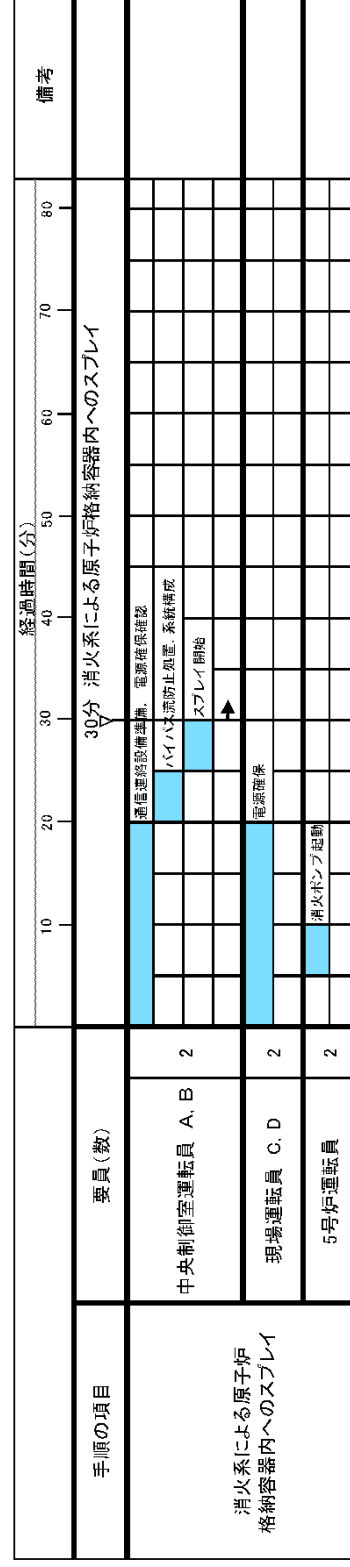 経過時間(分)
備考
10 20 30 40 50 60 70 80
手順の項目
要員(数)
30分 消火系による原子炉格納容器内へのスプレイ
消火系による原子炉
格納容器内へのスプレイ
中央制御室運転員 A, B
2
通信連絡設備準備, 電源確保確認
バイパス流防止処置、系統構成
スプレイ開始
現場運転員 C, D
2
電源確保
5号炉運転員
2
消火ポンプ起動